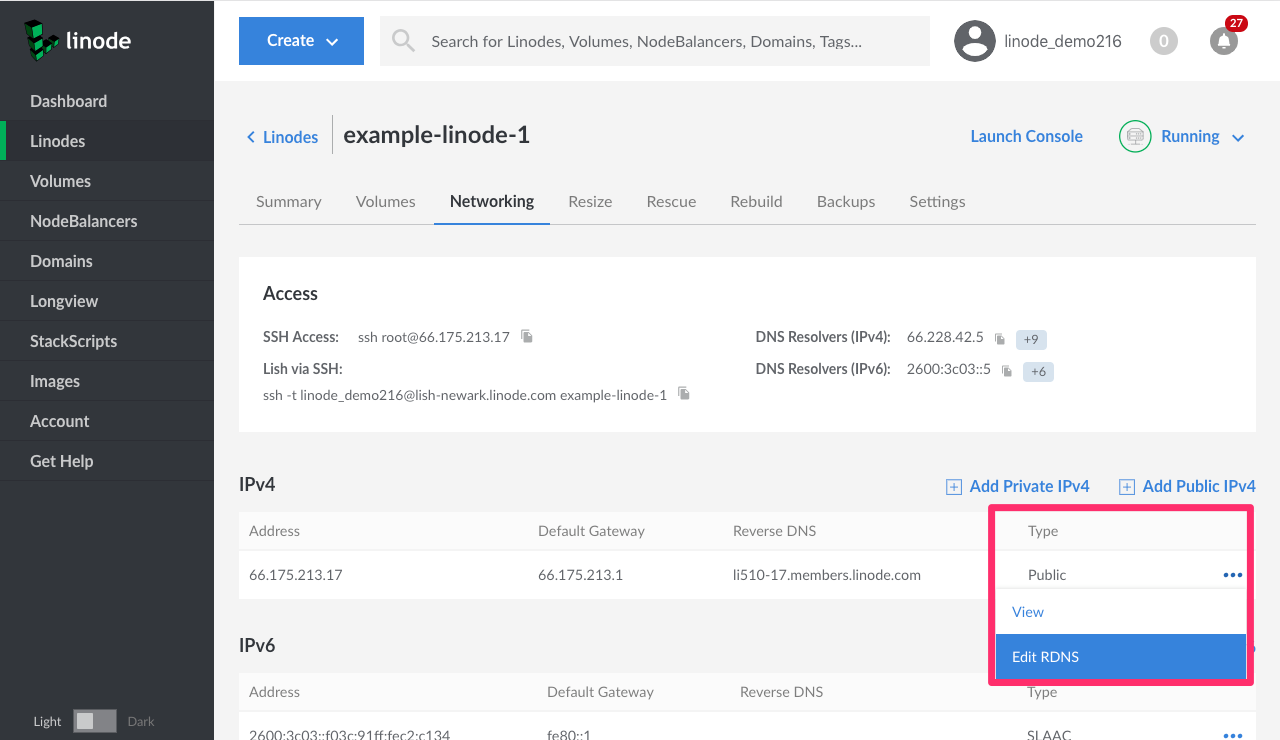 linode
Create
Search for Linodes, Volumes, NodeBalancers, Domains, Tags...
linode_demo216
0
27
Dashboard
Linodes
Volumes
NodeBalancers
Domains
Longview
StackScripts
Images
Account
Get Help
Light Dark
Linodes
example-linode-1
Launch Console
Running
Summary Volumes Networking Resize Rescue Rebuild Backups Settings
Access
SSH Access: ssh root@66.175.213.17
Lish via SSH:
ssh -t linode_demo216@lish-newark.linode.com example-linode-1
DNS Resolvers (IPv4): 66.228.42.5 +9
DNS Resolvers (IPv6): 2600:3c03::5 +6
IPv4
Add Private IPv4 Add Public IPv4
Address Default Gateway Reverse DNS Type
66.175.213.17 66.175.213.1 li510-17.members.linode.com Public
View
Edit RDNS
IPv6
Address Default Gateway Reverse DNS Type
2600:3c03::f03c:91ff:fec2:c134 fe80::1 SLAAC